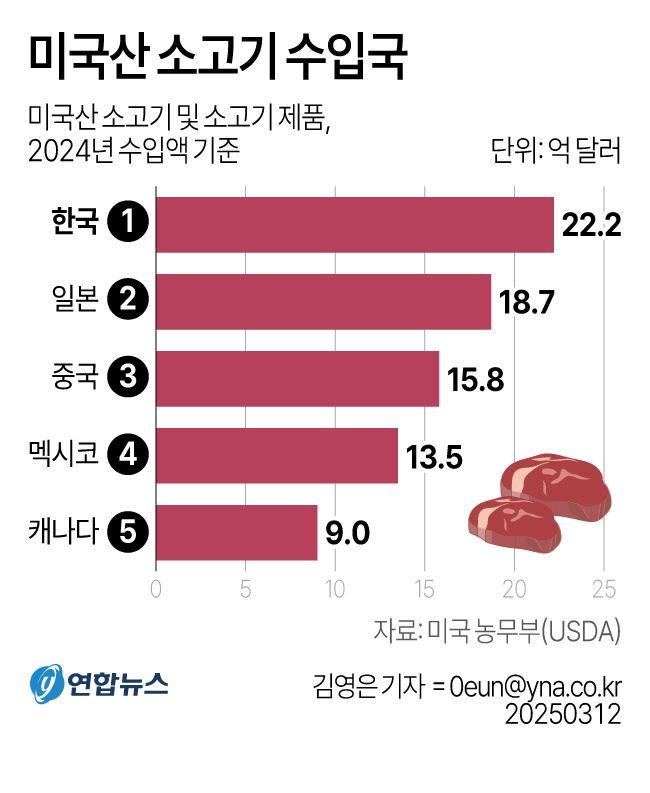 미국산 소고기 수입국
미국산 소고기 및 소고기 제품,
2024년 수입액 기준
단위: 억 달러
한국 1 22.2
일본 2 18.7
중국 3 15.8
멕시코 4 13.5
캐나다 5 9.0
0 5 10 15 20 25
자료: 미국 농무부(USDA)
y 연합뉴스
김영은 기자 = 0eun@yna.co.kr
20250312